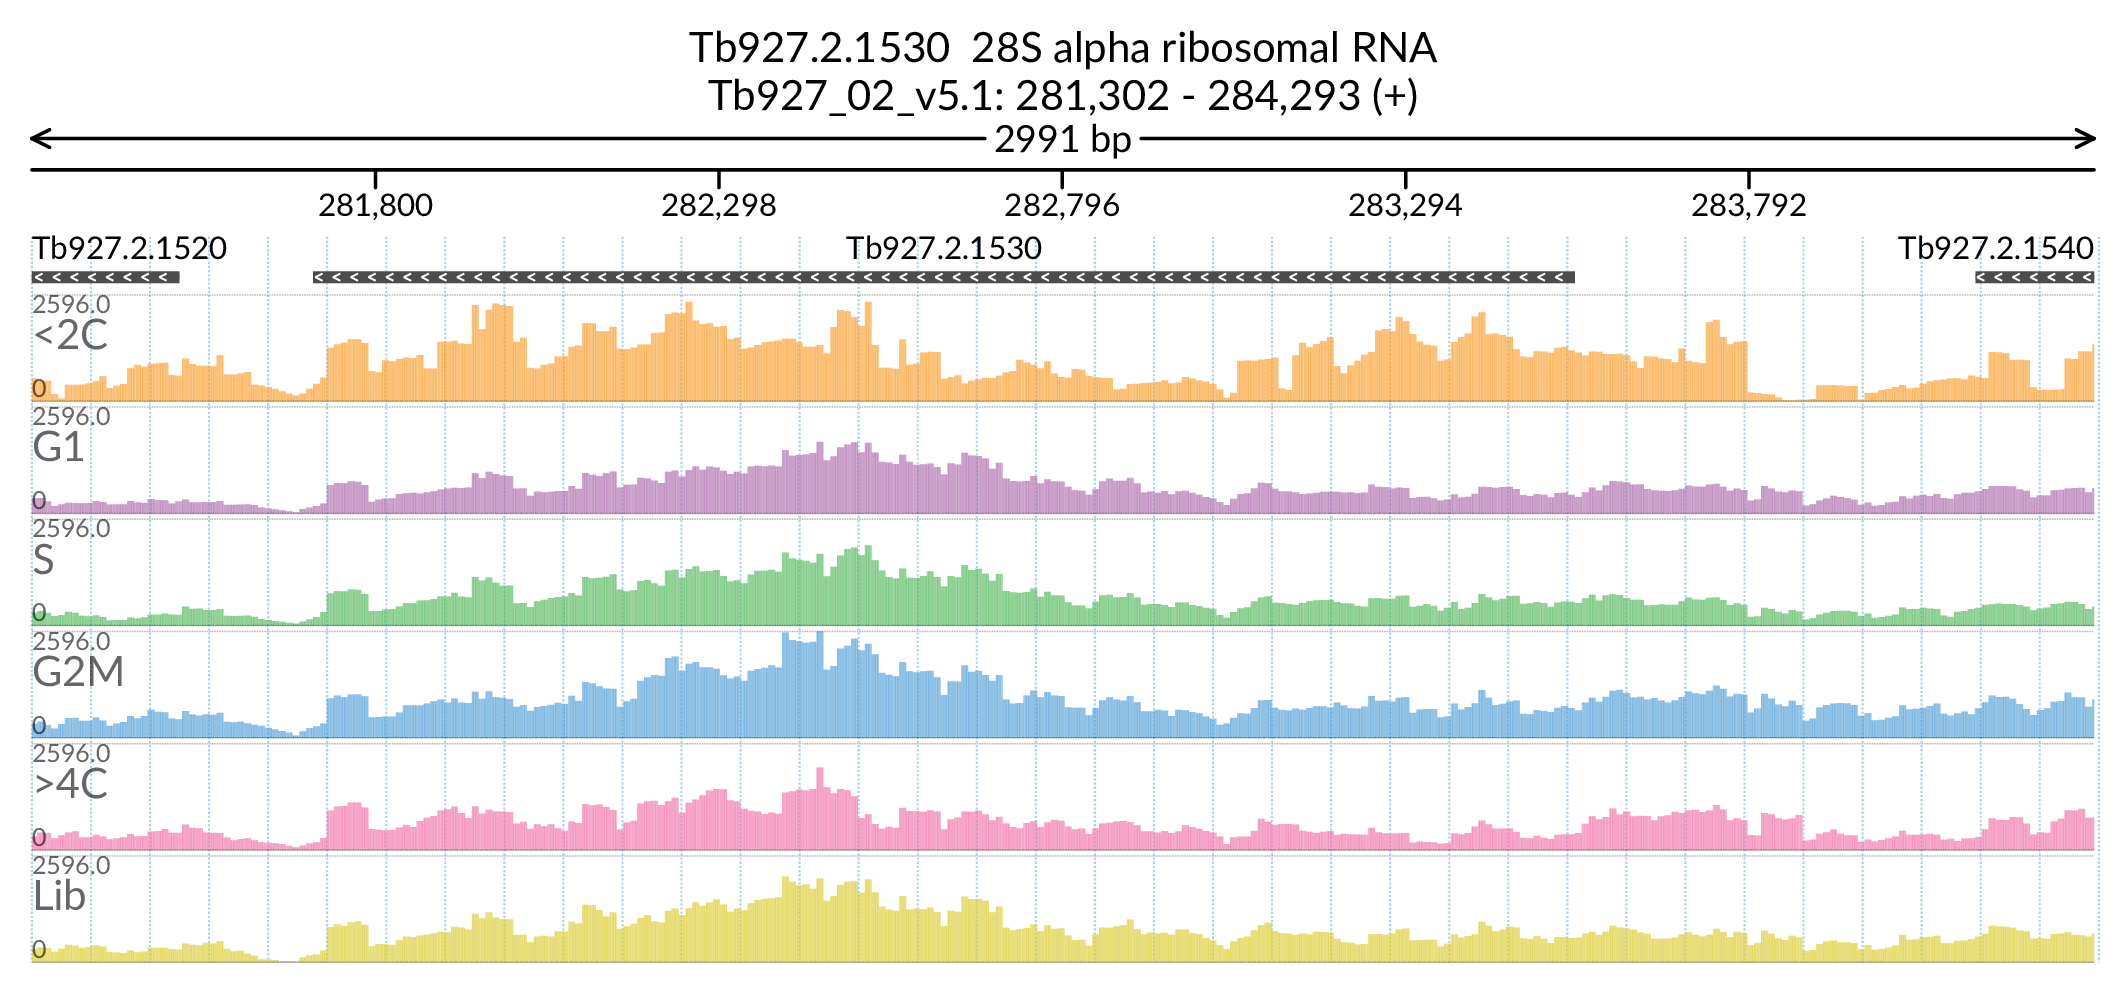 Tb927.2.1530  28S alpha ribosomal RNA
Tb927_02_v5.1: 281,302 - 284,293 (+)
2991 bp
281,800 282,298 282,796 283,294 283,792
Tb927.2.1520 Tb927.2.1530 Tb927.2.1540
2596.0
<2C
0
2596.0
G1
0
2596.0
S
0
2596.0
G2M
0
2596.0
>4C
0
2596.0
Lib
0